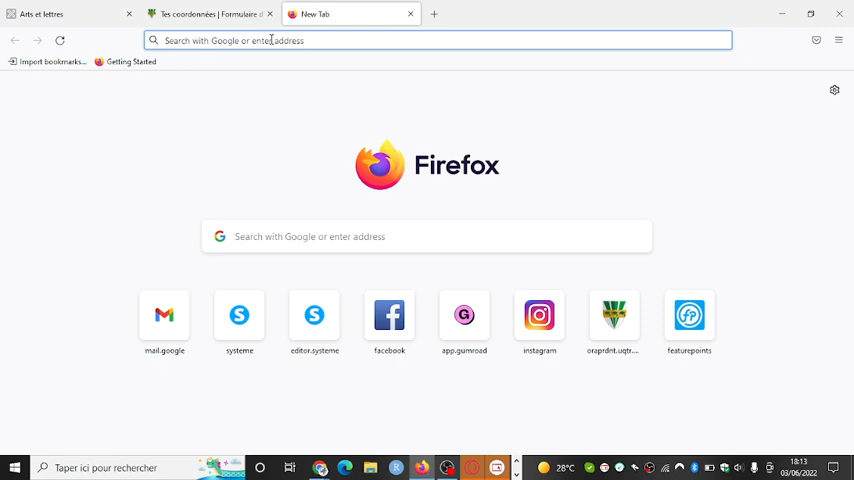 Arts et lettres
Tes coordonnées | Formulaire d
New Tab
Search with Google or enter address
Import bookmarks...
Getting Started
Firefox
Search with Google or enter address
mail.google
systeme
editor.systeme
facebook
app.gumroad
instagram
oraprdnt.uqtr....
featurepoints
Taper ici pour rechercher
28°C
18:13
03/06/2022